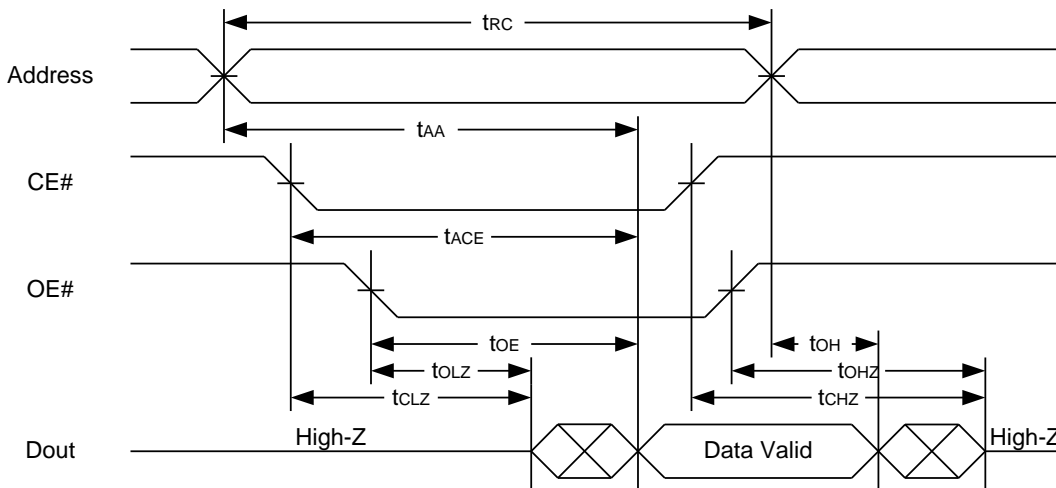 tRC
Address
tAA
CE#
tACE
OE#
tOE
tOH
tOLZ
tOHZ
tCLZ
tCHZ
Dout
High-Z
Data Valid
High-Z